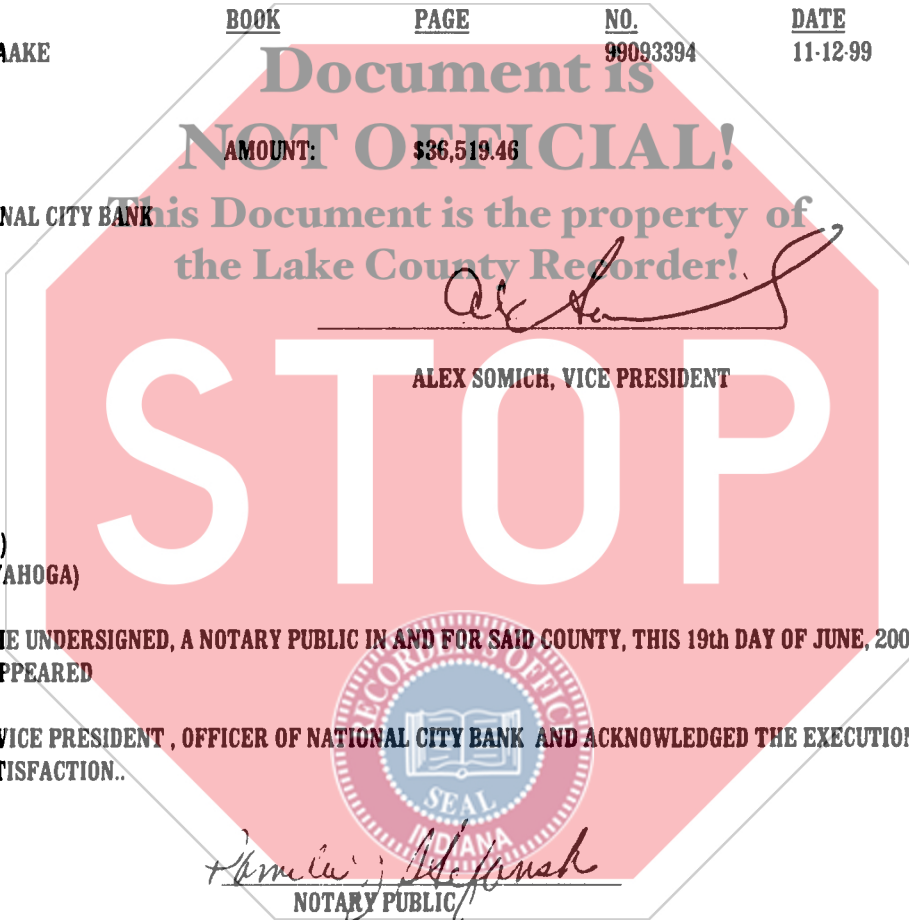 BOOK PAGE NO. DATE
AAKE 99093394 11-12-99
Document is
NOT OFFICIAL!
AMOUNT: $36,519.46
NAL CITY BANK
This Document is the property of
the Lake County Recorder!
ALEX SOMICH, VICE PRESIDENT
STOP
)
AHOGA)
E UNDERSIGNED, A NOTARY PUBLIC IN AND FOR SAID COUNTY, THIS 19th DAY OF JUNE, 200
PPEARED
VICE PRESIDENT , OFFICER OF NATIONAL CITY BANK AND ACKNOWLEDGED THE EXECUTION
TISFACTION..
RECORDER'S OFFICE
SEAL
INDIANA
NOTARY PUBLIC